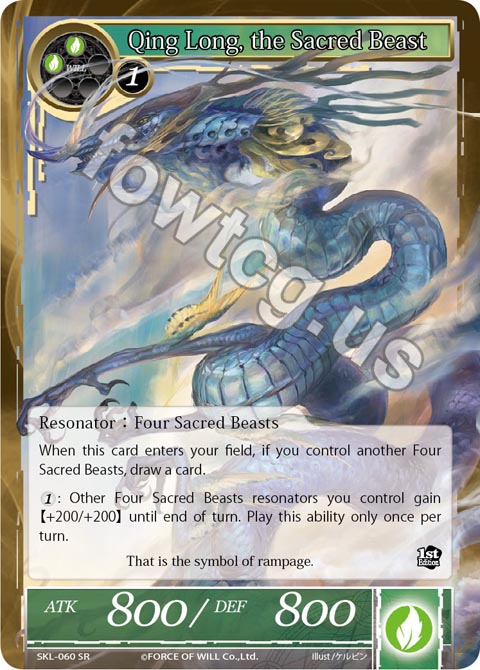 Qing Long, the Sacred Beast
WILL
1
fowtcg.us
Resonator：Four Sacred Beasts
When this card enters your field, if you control another Four
Sacred Beasts, draw a card.
1: Other Four Sacred Beasts resonators you control gain
【+200/+200】 until end of turn. Play this ability only once per
turn.
That is the symbol of rampage.
1st
Edition
ATK 800/ DEF 800
SKL-060 SR ©FORCE OF WILL Co.,Ltd. Illust/ケルビン